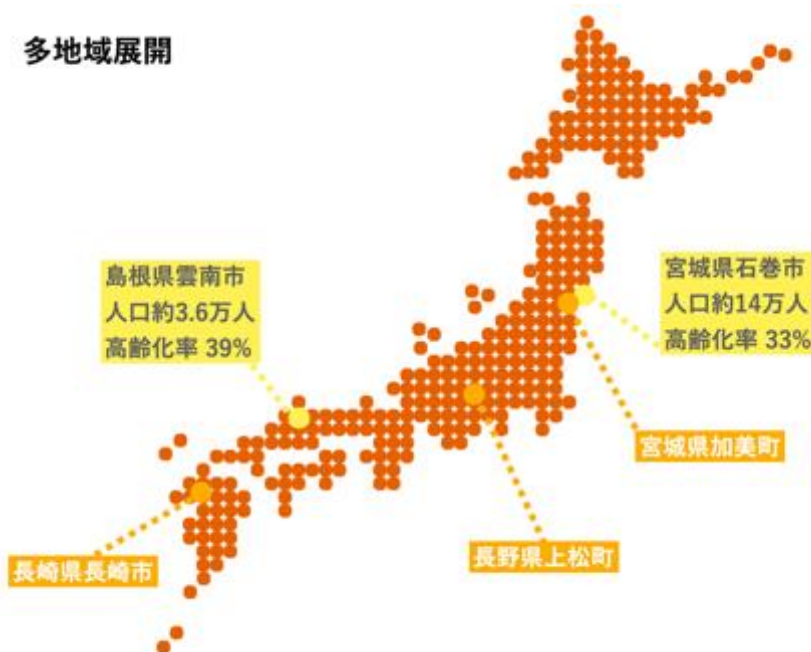 多地域展開
島根県雲南市
人口約3.6万人
高齢化率 39%
宮城県石巻市
人口約14万人
高齢化率 33%
宮城県加美町
長野県上松町
長崎県長崎市